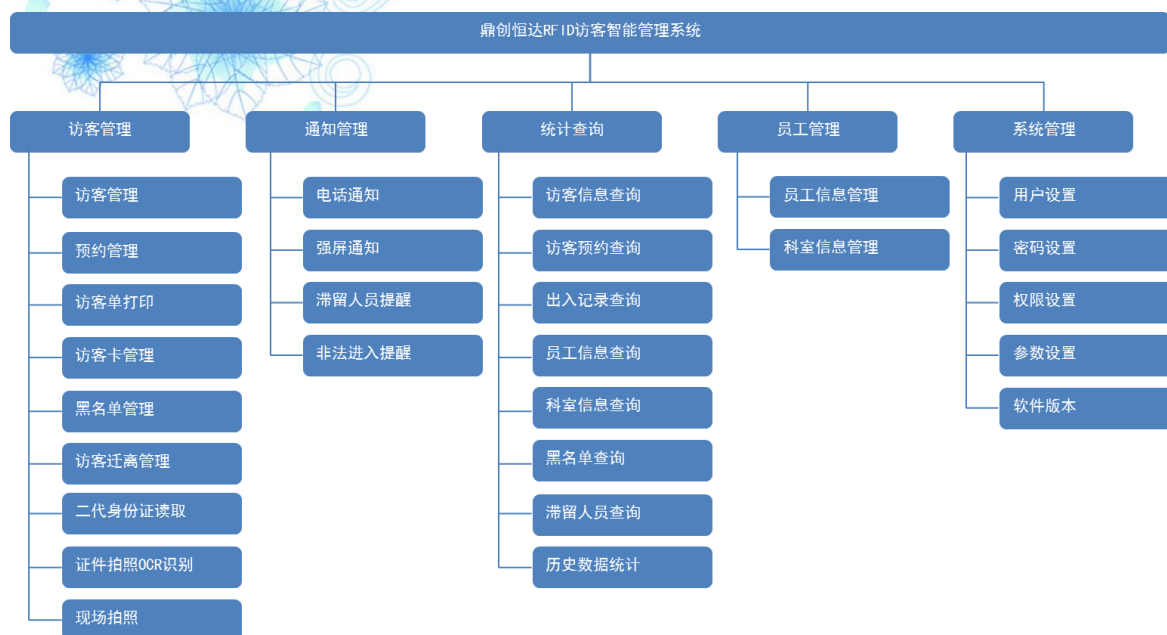 鼎创恒达RFID访客智能管理系统
访客管理
通知管理
统计查询
员工管理
系统管理
访客管理
预约管理
访客单打印
访客卡管理
黑名单管理
访客迁离管理
二代身份证读取
证件拍照OCR识别
现场拍照
电话通知
强屏通知
滞留人员提醒
非法进入提醒
访客信息查询
访客预约查询
出入记录查询
员工信息查询
科室信息查询
黑名单查询
滞留人员查询
历史数据统计
员工信息管理
科室信息管理
用户设置
密码设置
权限设置
参数设置
软件版本